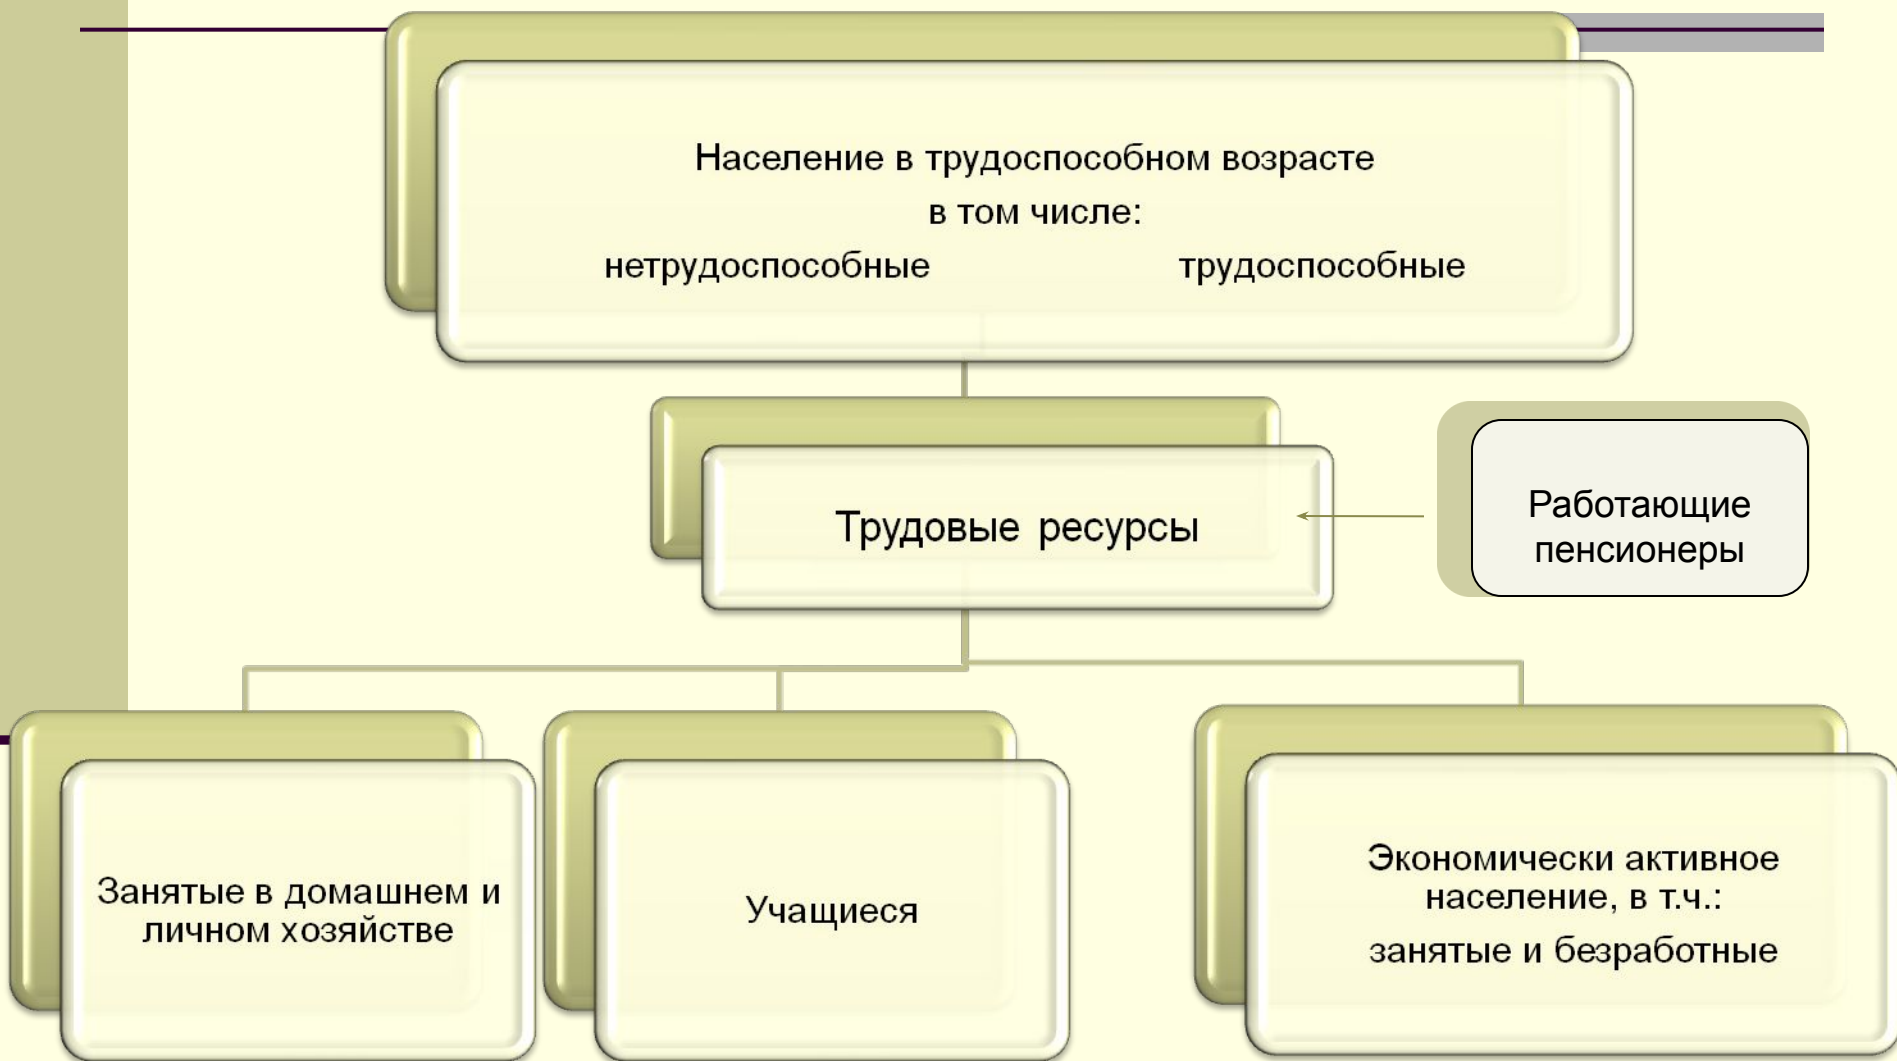 Население в трудоспособном возрасте
в том числе:
нетрудоспособные трудоспособные
Трудовые ресурсы
Работающие
пенсионеры
Занятые в домашнем и
личном хозяйстве
Учащиеся
Экономически активное
население, в т.ч.:
занятые и безработные